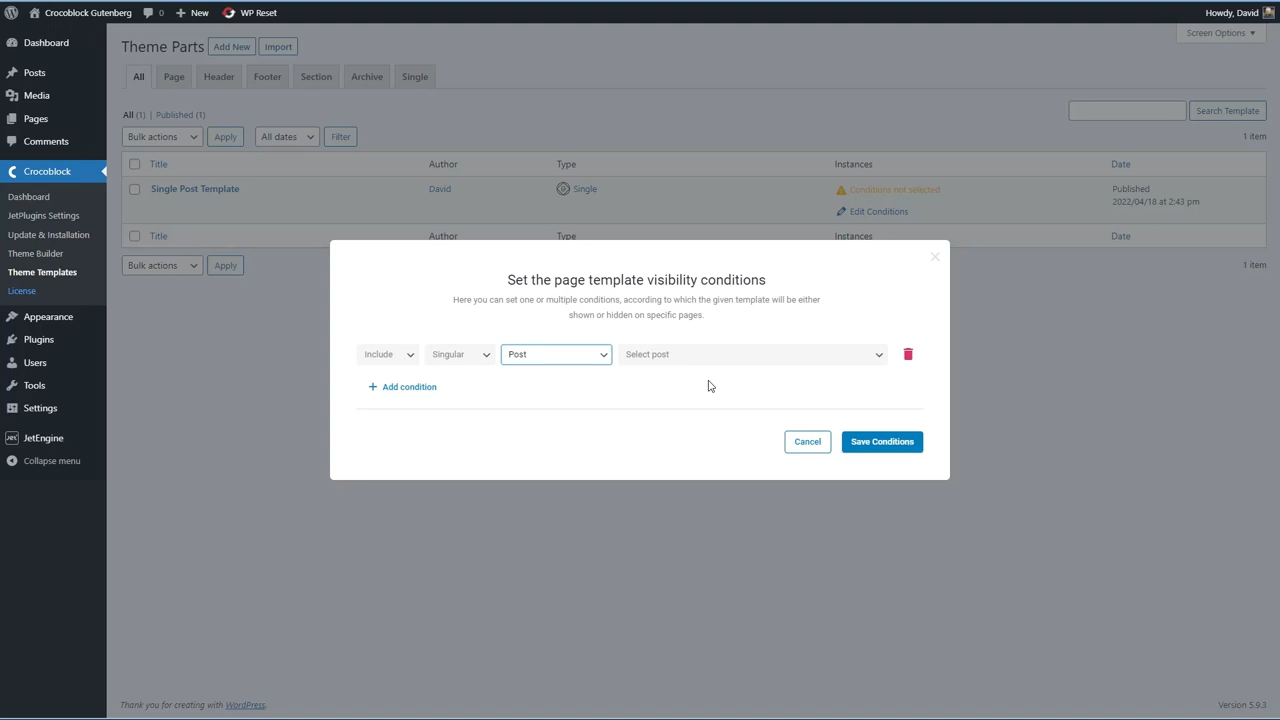 Crocoblock Gutenberg 0 New WP Reset Howdy, David
Screen Options
Dashboard
Posts
Media
Pages
Comments
Crocoblock
Dashboard
JetPlugins Settings
Update & Installation
Theme Builder
Theme Templates
License
Appearance
Plugins
Users
Tools
Settings
JetEngine
Collapse menu
Theme Parts Add New Import
All Page Header Footer Section Archive Single
All (1) | Published (1)
Search Template
Bulk actions Apply All dates Filter 1 item
Title Author Type Instances Date
Single Post Template David Single Conditions not selected Published
2022/04/18 at 2:43 pm
Edit Conditions
Title Author Type Instances Date
Bulk actions Apply 1 item
Set the page template visibility conditions
Here you can set one or multiple conditions, according to which the given template will be either
shown or hidden on specific pages.
Include Singular Post Select post
+ Add condition
Cancel Save Conditions
Thank you for creating with WordPress. Version 5.9.3